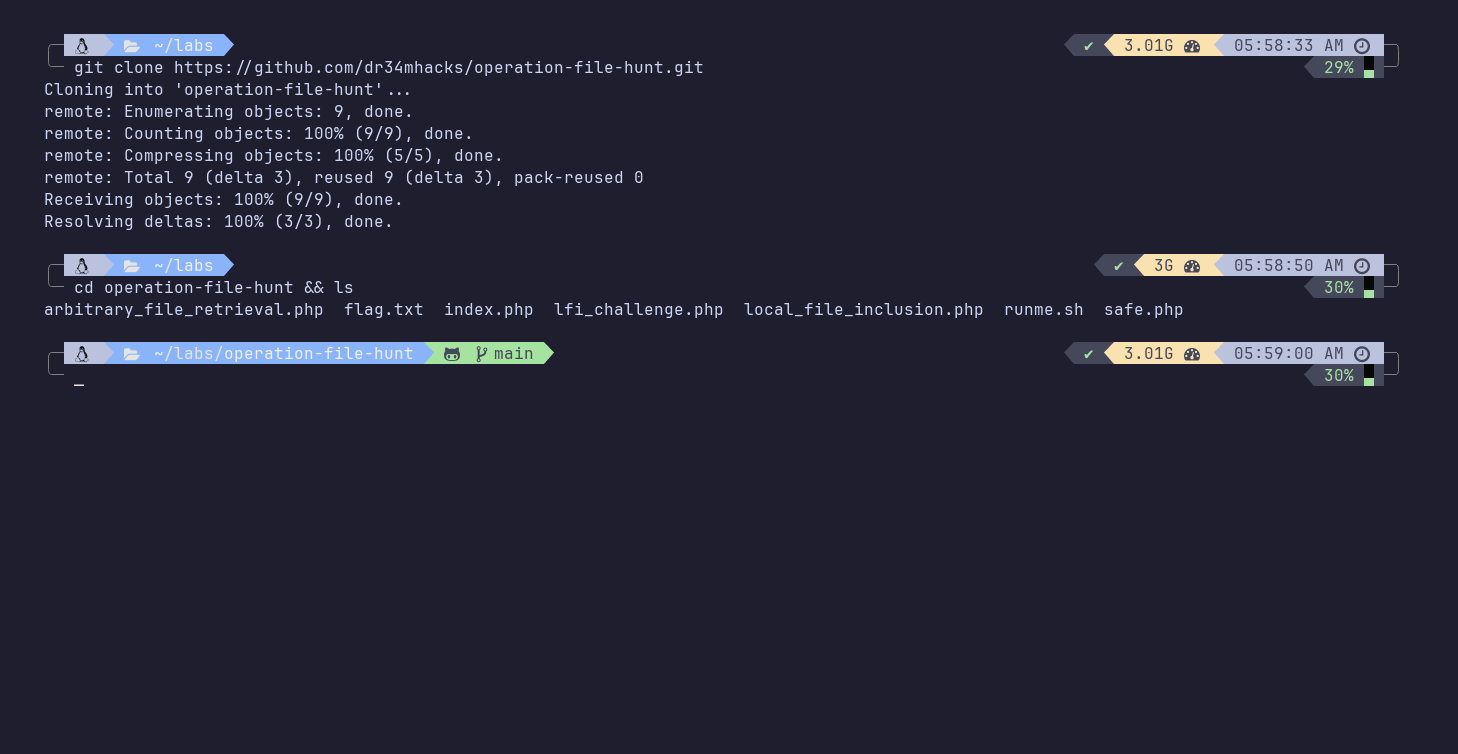 ~/labs ✔ 3.01G 05:58:33 AM
git clone https://github.com/dr34mhacks/operation-file-hunt.git 29%
Cloning into 'operation-file-hunt'...
remote: Enumerating objects: 9, done.
remote: Counting objects: 100% (9/9), done.
remote: Compressing objects: 100% (5/5), done.
remote: Total 9 (delta 3), reused 9 (delta 3), pack-reused 0
Receiving objects: 100% (9/9), done.
Resolving deltas: 100% (3/3), done.
~/labs ✔ 3G 05:58:50 AM
cd operation-file-hunt && ls 30%
arbitrary_file_retrieval.php flag.txt index.php lfi_challenge.php local_file_inclusion.php runme.sh safe.php
~/labs/operation-file-hunt main ✔ 3.01G 05:59:00 AM
_ 30%